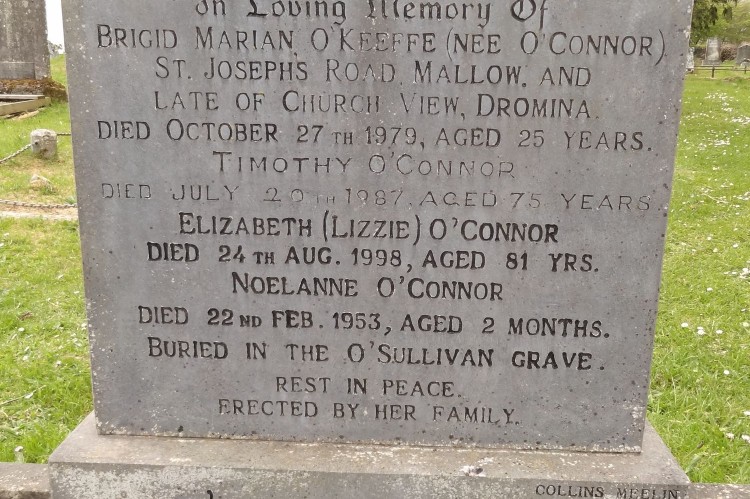 In Loving Memory Of
BRIGID MARIAN O'KEEFFE (NEE O'CONNOR)
ST. JOSEPH'S ROAD, MALLOW, AND
LATE OF CHURCH VIEW, DROMINA.
DIED OCTOBER 27TH 1979, AGED 25 YEARS.
TIMOTHY O'CONNOR
DIED JULY 20TH 1987, AGED 75 YEARS
ELIZABETH (LIZZIE) O'CONNOR
DIED 24TH AUG. 1998, AGED 81 YRS.
NOELANNE O'CONNOR
DIED 22ND FEB. 1953, AGED 2 MONTHS.
BURIED IN THE O'SULLIVAN GRAVE.
REST IN PEACE.
ERECTED BY HER FAMILY.
COLLINS MEELIN